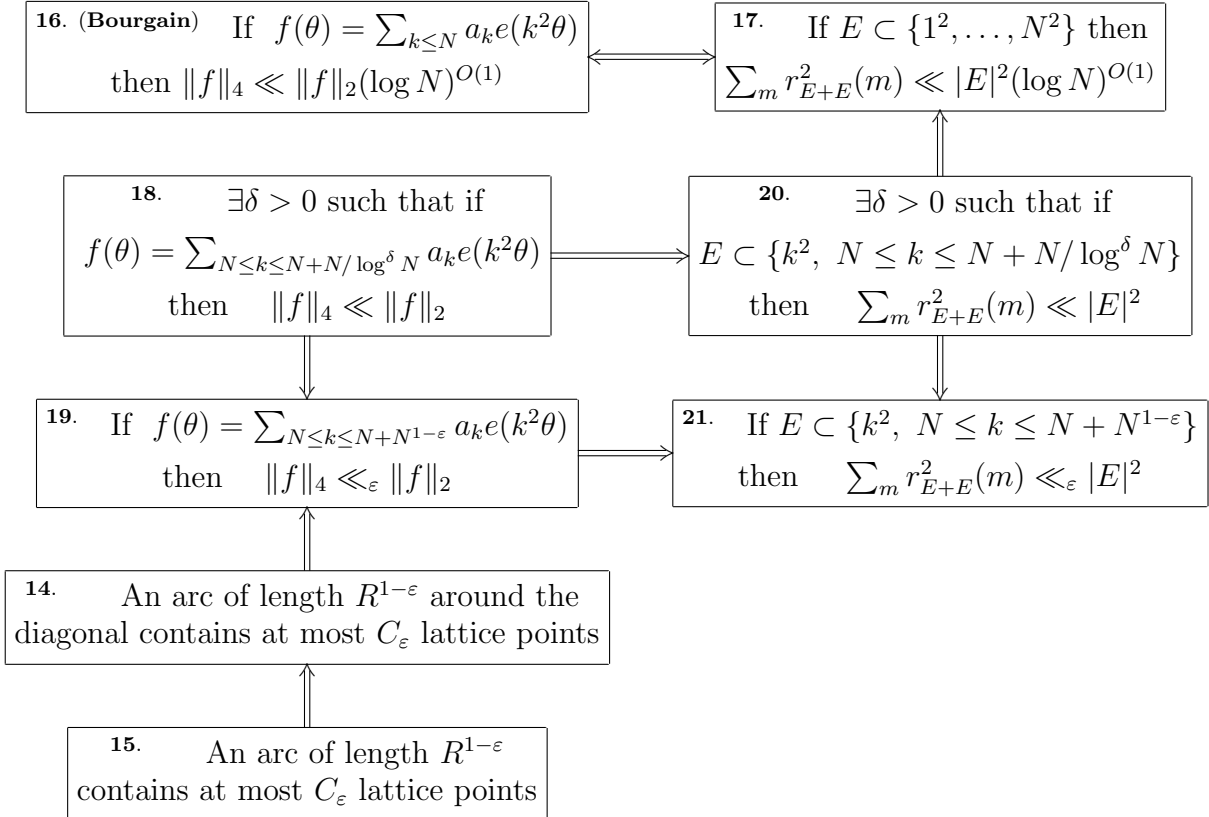 16. (Bourgain) If f(θ) = ∑_{k≤N} a_k e(k²θ)
then ‖f‖₄ ≪ ‖f‖₂(log N)^{O(1)}
17. If E ⊂ {1², . . . , N²} then
∑_m r²_{E+E}(m) ≪ |E|²(log N)^{O(1)}
18. ∃δ > 0 such that if
f(θ) = ∑_{N≤k≤N+N/log^δ N} a_k e(k²θ)
then ‖f‖₄ ≪ ‖f‖₂
20. ∃δ > 0 such that if
E ⊂ {k², N ≤ k ≤ N + N/log^δ N}
then ∑_m r²_{E+E}(m) ≪ |E|²
19. If f(θ) = ∑_{N≤k≤N+N^{1−ε}} a_k e(k²θ)
then ‖f‖₄ ≪_ε ‖f‖₂
21. If E ⊂ {k², N ≤ k ≤ N + N^{1−ε}}
then ∑_m r²_{E+E}(m) ≪_ε |E|²
14. An arc of length R^{1−ε} around the
diagonal contains at most C_ε lattice points
15. An arc of length R^{1−ε}
contains at most C_ε lattice points